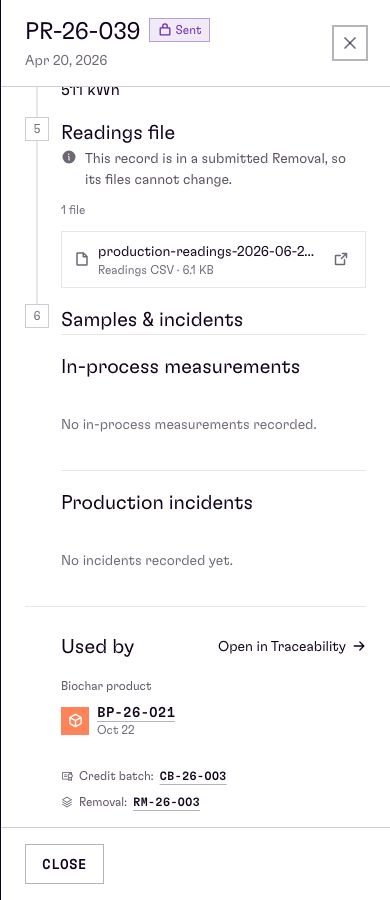 PR-26-039
Sent
Apr 20, 2026
511 kWh
5
Readings file
This record is in a submitted Removal, so
its files cannot change.
1 file
production-readings-2026-06-2...
Readings CSV · 6.1 KB
6
Samples & incidents
In-process measurements
No in-process measurements recorded.
Production incidents
No incidents recorded yet.
Used by
Open in Traceability →
Biochar product
BP-26-021
Oct 22
Credit batch: CB-26-003
Removal: RM-26-003
CLOSE